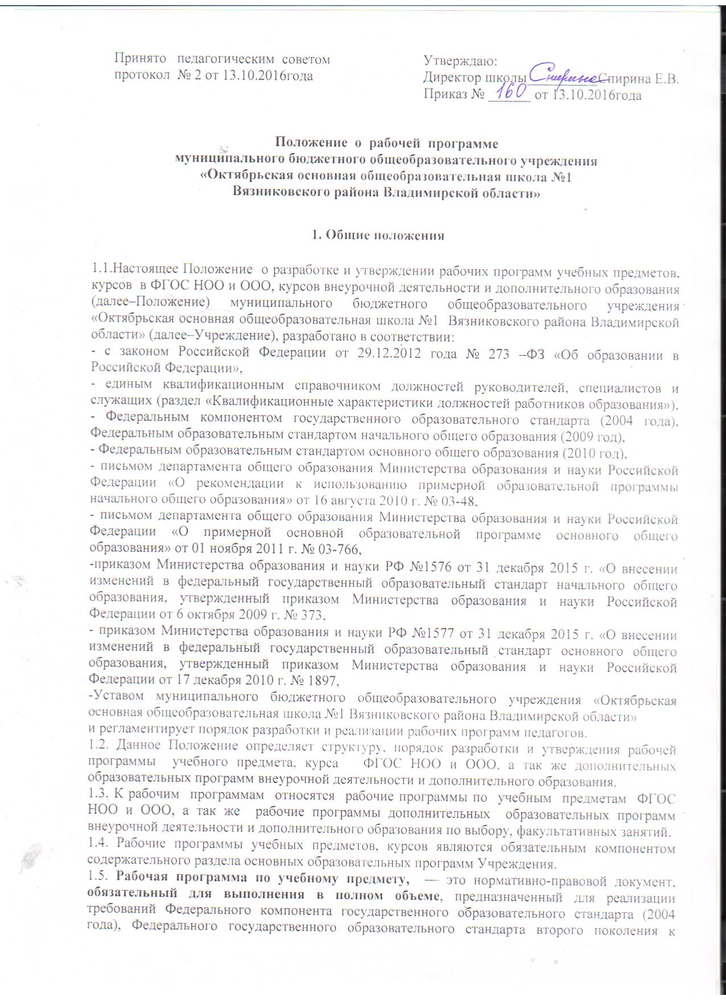 Принято педагогическим советом
протокол № 2 от 13.10.2016года
Утверждаю:
Директор школы Спирина Спирина Е.В.
Приказ № 160 от 13.10.2016года
Положение о рабочей программе
муниципального бюджетного общеобразовательного учреждения
«Октябрьская основная общеобразовательная школа №1
Вязниковского района Владимирской области»
1. Общие положения
1.1.Настоящее Положение о разработке и утверждении рабочих программ учебных предметов,
курсов в ФГОС НОО и ООО, курсов внеурочной деятельности и дополнительного образования
(далее–Положение) муниципального бюджетного общеобразовательного учреждения
«Октябрьская основная общеобразовательная школа №1 Вязниковского района Владимирской
области» (далее–Учреждение), разработано в соответствии:
- с законом Российской Федерации от 29.12.2012 года № 273 –ФЗ «Об образовании в
Российской Федерации»,
- единым квалификационным справочником должностей руководителей, специалистов и
служащих (раздел «Квалификационные характеристики должностей работников образования»),
- Федеральным компонентом государственного образовательного стандарта (2004 года),
Федеральным образовательным стандартом начального общего образования (2009 год),
- Федеральным образовательным стандартом основного общего образования (2010 год),
- письмом департамента общего образования Министерства образования и науки Российской
Федерации «О рекомендации к использованию примерной образовательной программы
начального общего образования» от 16 августа 2010 г. № 03-48,
- письмом департамента общего образования Министерства образования и науки Российской
Федерации «О примерной основной образовательной программе основного общего
образования» от 01 ноября 2011 г. № 03-766,
-приказом Министерства образования и науки РФ №1576 от 31 декабря 2015 г. «О внесении
изменений в федеральный государственный образовательный стандарт начального общего
образования, утвержденный приказом Министерства образования и науки Российской
Федерации от 6 октября 2009 г. № 373,
- приказом Министерства образования и науки РФ №1577 от 31 декабря 2015 г. «О внесении
изменений в федеральный государственный образовательный стандарт основного общего
образования, утвержденный приказом Министерства образования и науки Российской
Федерации от 17 декабря 2010 г. № 1897,
-Уставом муниципального бюджетного общеобразовательного учреждения «Октябрьская
основная общеобразовательная школа №1 Вязниковского района Владимирской области»
и регламентирует порядок разработки и реализации рабочих программ педагогов.
1.2. Данное Положение определяет структуру, порядок разработки и утверждения рабочей
программы учебного предмета, курса ФГОС НОО и ООО, а так же дополнительных
образовательных программ внеурочной деятельности и дополнительного образования.
1.3. К рабочим программам относятся рабочие программы по учебным предметам ФГОС
НОО и ООО, а так же рабочие программы дополнительных образовательных программ
внеурочной деятельности и дополнительного образования по выбору, факультативных занятий.
1.4. Рабочие программы учебных предметов, курсов являются обязательным компонентом
содержательного раздела основных образовательных программ Учреждения.
1.5. Рабочая программа по учебному предмету, — это нормативно-правовой документ,
обязательный для выполнения в полном объеме, предназначенный для реализации
требований Федерального компонента государственного образовательного стандарта (2004
года), Федерального государственного образовательного стандарта второго поколения к